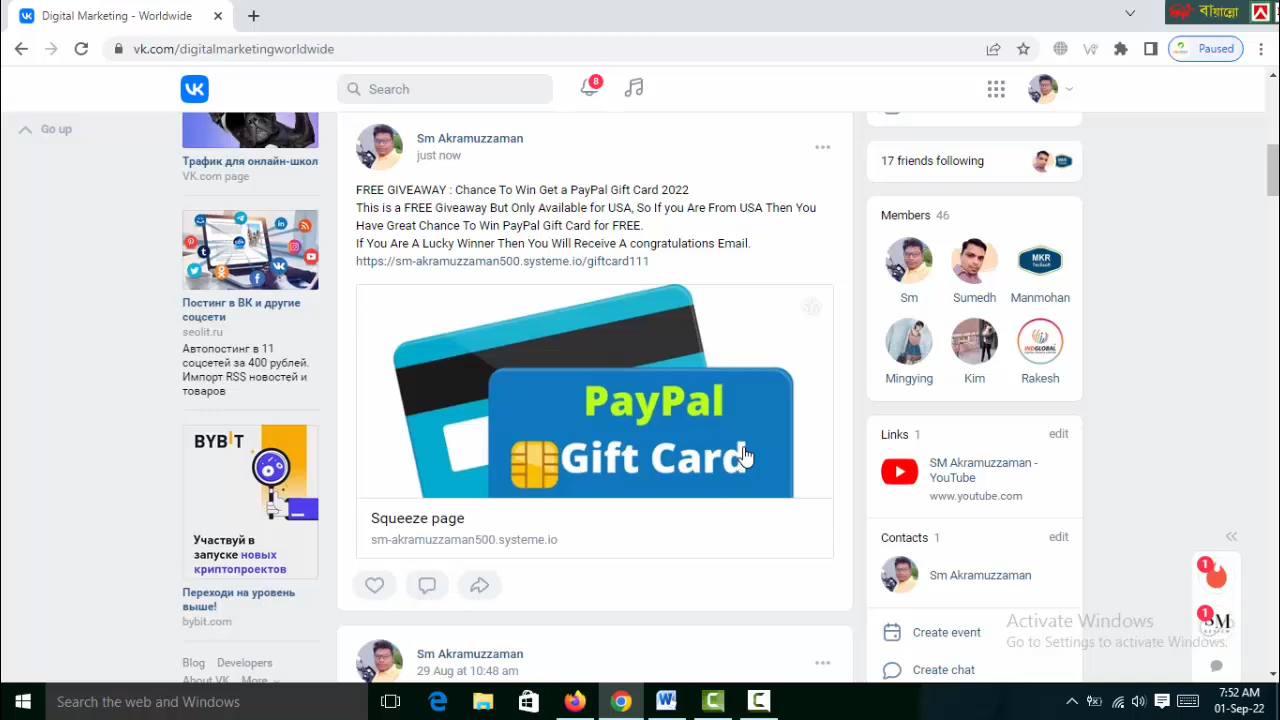 Digital Marketing - Worldwide
বায়ান্নো
vk.com/digitalmarketingworldwide
Paused
Search
8
Go up
Трафик для онлайн-школ
VK.com page
Постинг в ВК и другие
соцсети
seolit.ru
Автопостинг в 11
соцсетей за 400 рублей.
Импорт RSS новостей и
товаров
BYBIT
Участвуй в
запуске новых
криптопроектов
Переходи на уровень
выше!
bybit.com
Blog Developers
About VK More
Sm Akramuzzaman
just now
FREE GIVEAWAY : Chance To Win Get a PayPal Gift Card 2022
This is a FREE Giveaway But Only Available for USA, So If you Are From USA Then You
Have Great Chance To Win PayPal Gift Card for FREE.
If You Are A Lucky Winner Then You Will Receive A congratulations Email.
https://sm-akramuzzaman500.systeme.io/giftcard111
PayPal
Gift Card
Squeeze page
sm-akramuzzaman500.systeme.io
Sm Akramuzzaman
29 Aug at 10:48 am
17 friends following
MKR
Members 46
MKR
Sm Sumedh Manmohan
INDGLOBAL
Mingying Kim Rakesh
Links 1 edit
SM Akramuzzaman -
YouTube
www.youtube.com
Contacts 1 edit
Sm Akramuzzaman
Create event
Create chat
1
1
SM
Activate Windows
Go to Settings to activate Windows.
Search the web and Windows
7:52 AM
01-Sep-22